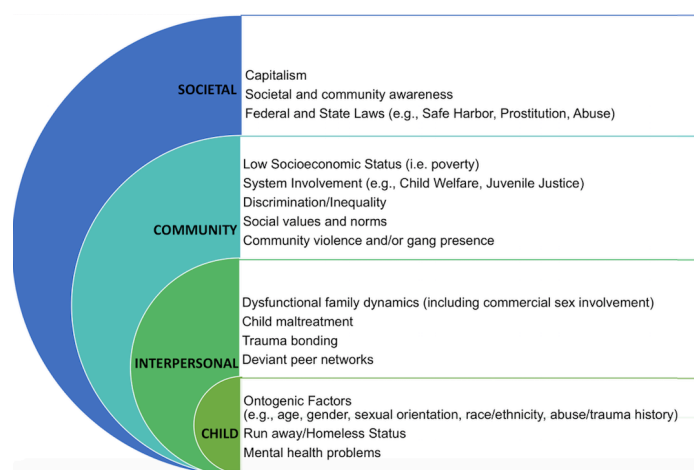 SOCIETAL
Capitalism
Societal and community awareness
Federal and State Laws (e.g., Safe Harbor, Prostitution, Abuse)
COMMUNITY
Low Socioeconomic Status (i.e. poverty)
System Involvement (e.g., Child Welfare, Juvenile Justice)
Discrimination/Inequality
Social values and norms
Community violence and/or gang presence
INTERPERSONAL
Dysfunctional family dynamics (including commercial sex involvement)
Child maltreatment
Trauma bonding
Deviant peer networks
CHILD
Ontogenic Factors
(e.g., age, gender, sexual orientation, race/ethnicity, abuse/trauma history)
Run away/Homeless Status
Mental health problems